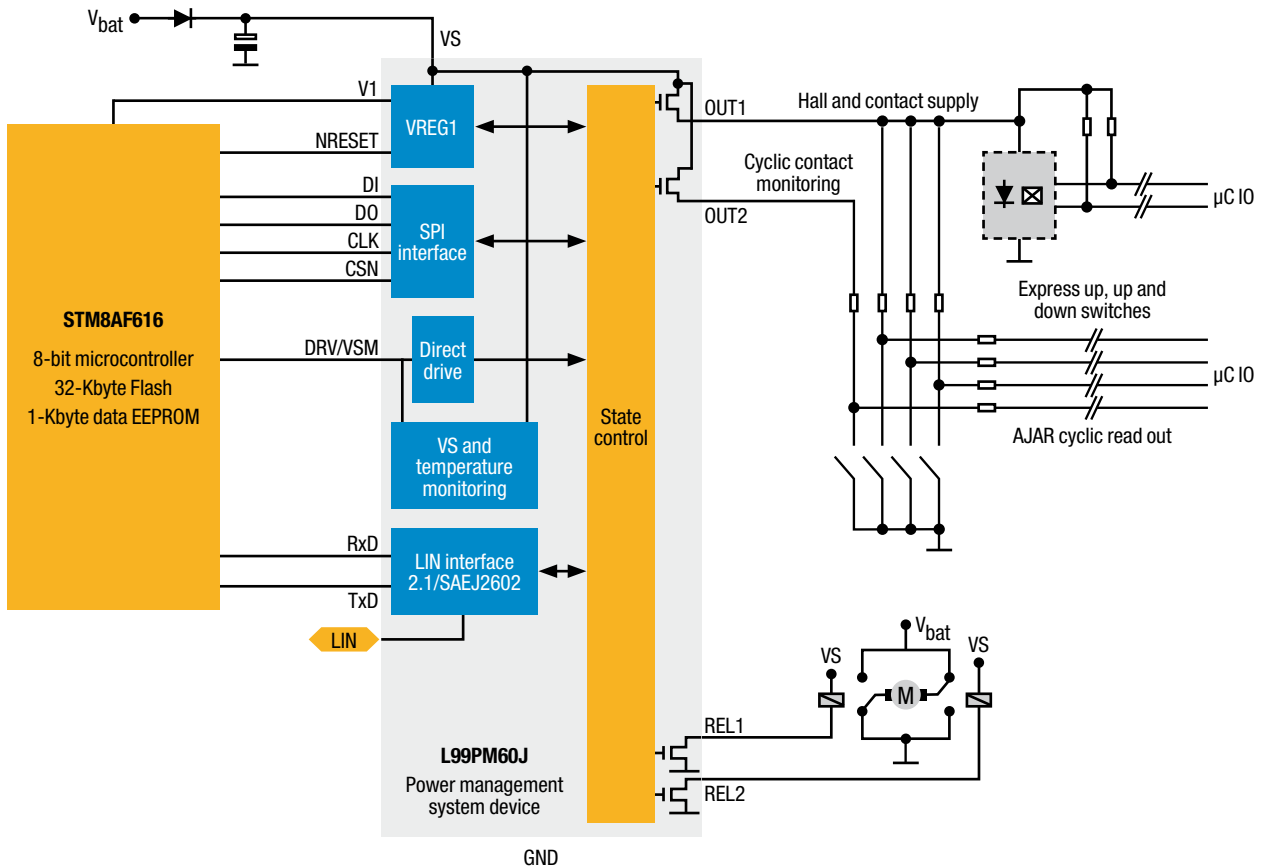 Vbat
VS
V1
VREG1
NRESET
DI
DO
CLK
CSN
SPI
interface
STM8AF616
8-bit microcontroller
32-Kbyte Flash
1-Kbyte data EEPROM
DRV/VSM
Direct
drive
VS and
temperature
monitoring
RxD
TxD
LIN interface
2.1/SAEJ2602
LIN
State
control
L99PM60J
Power management
system device
GND
OUT1
Hall and contact supply
Cyclic contact
monitoring
OUT2
µC IO
Express up, up and
down switches
µC IO
AJAR cyclic read out
Vbat
VS
VS
M
REL1
REL2